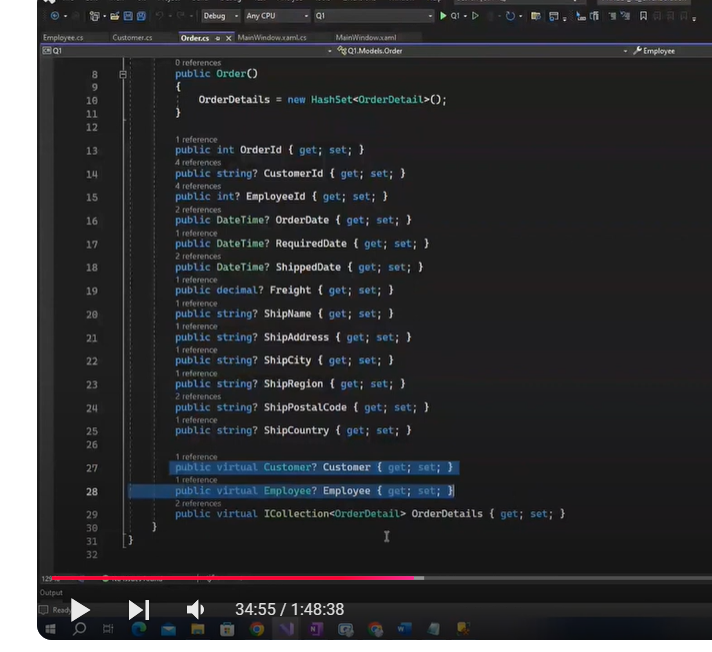 Debug Any CPU Q1 Q1
Employee.cs Customer.cs Order.cs MainWindow.xaml.cs MainWindow.xaml
Q1 Q1.Models.Order Employee
0 references
8 public Order()
9 {
10 OrderDetails = new HashSet<OrderDetail>();
11 }
12
1 reference
13 public int OrderId { get; set; }
4 references
14 public string? CustomerId { get; set; }
4 references
15 public int? EmployeeId { get; set; }
2 references
16 public DateTime? OrderDate { get; set; }
1 reference
17 public DateTime? RequiredDate { get; set; }
2 references
18 public DateTime? ShippedDate { get; set; }
1 reference
19 public decimal? Freight { get; set; }
1 reference
20 public string? ShipName { get; set; }
1 reference
21 public string? ShipAddress { get; set; }
1 reference
22 public string? ShipCity { get; set; }
1 reference
23 public string? ShipRegion { get; set; }
2 references
24 public string? ShipPostalCode { get; set; }
1 reference
25 public string? ShipCountry { get; set; }
26
1 reference
27 public virtual Customer? Customer { get; set; }
1 reference
28 public virtual Employee? Employee { get; set; }
2 references
29 public virtual ICollection<OrderDetail> OrderDetails { get; set; }
30 }
31 }
32
Output
Ready
34:55 / 1:48:38